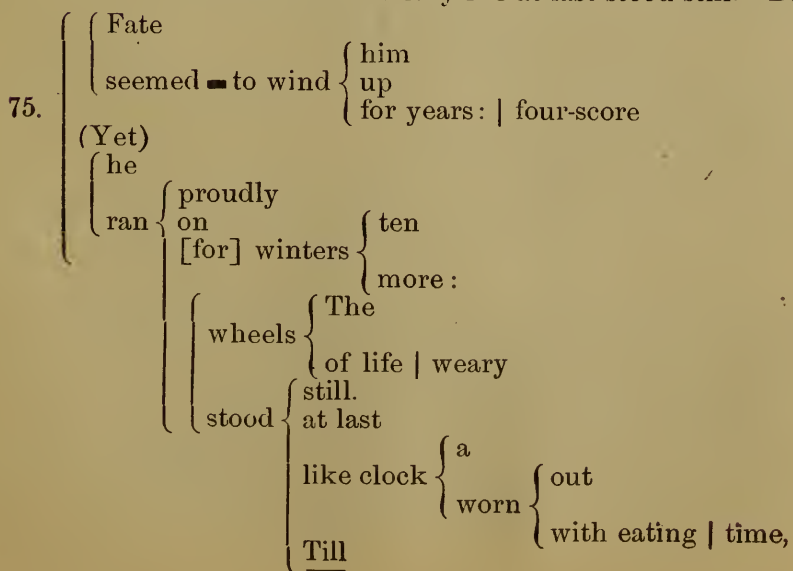 Fate
seemed to wind
him
up
for years: | four-score
75.
(Yet)
he
ran
proudly
on
[for] winters
ten
more:
wheels
The
of life | weary
stood
still.
at last
like clock
a
worn
out
with eating | time,
Till